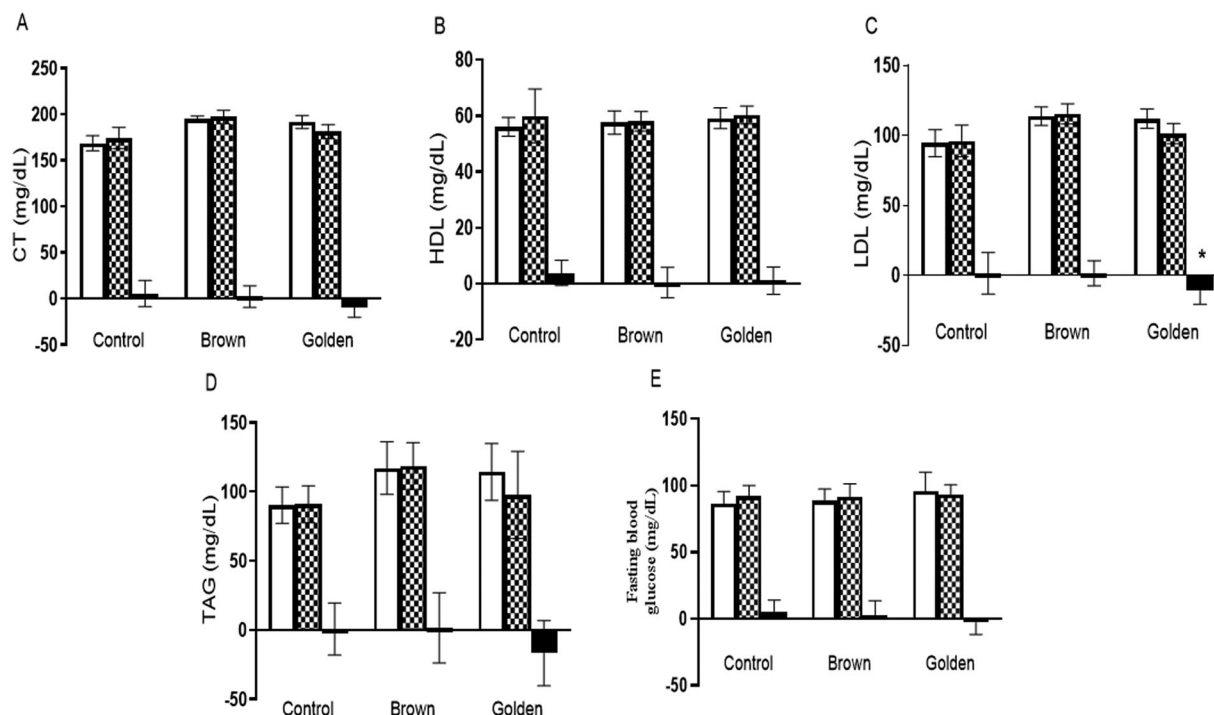 A
CT (mg/dL)
250
200
150
100
50
0
-50
Control Brown Golden
B
HDL (mg/dL)
80
60
40
20
0
-20
Control Brown Golden
C
LDL (mg/dL)
150
100
50
0
-50
*
Control Brown Golden
D
TAG (mg/dL)
150
100
50
0
-50
Control Brown Golden
E
Fasting blood
glucose (mg/dL)
150
100
50
0
-50
Control Brown Golden